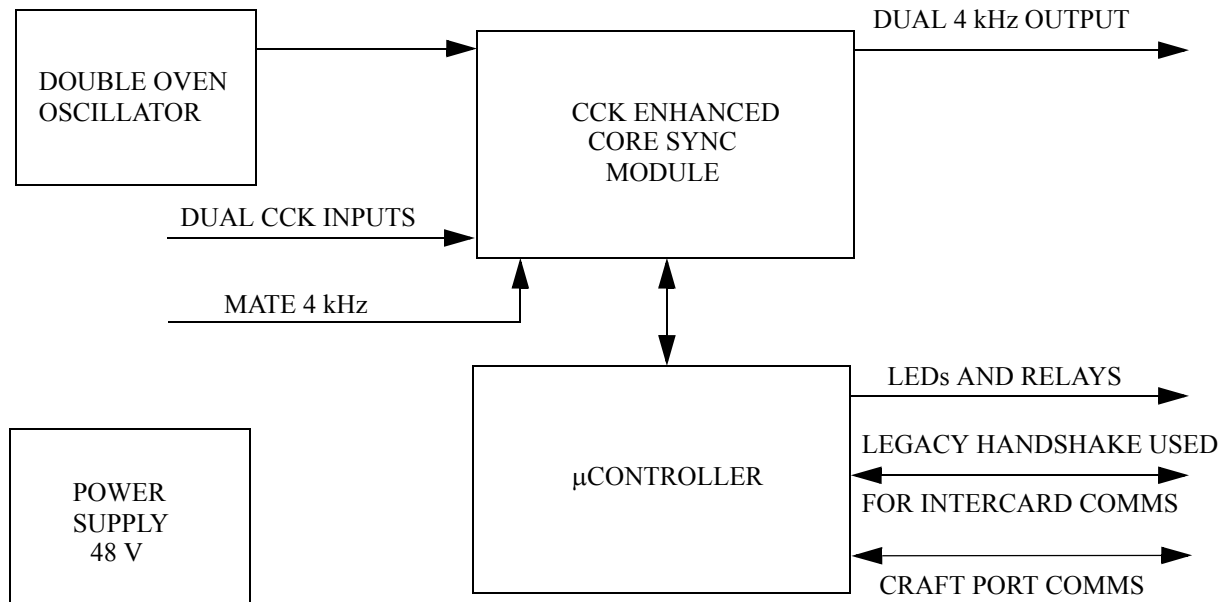 DUAL 4 kHz OUTPUT
DOUBLE OVEN
OSCILLATOR
CCK ENHANCED
CORE SYNC
MODULE
DUAL CCK INPUTS
MATE 4 kHz
LEDs AND RELAYS
LEGACY HANDSHAKE USED
μCONTROLLER
FOR INTERCARD COMMS
POWER
SUPPLY
48 V
CRAFT PORT COMMS